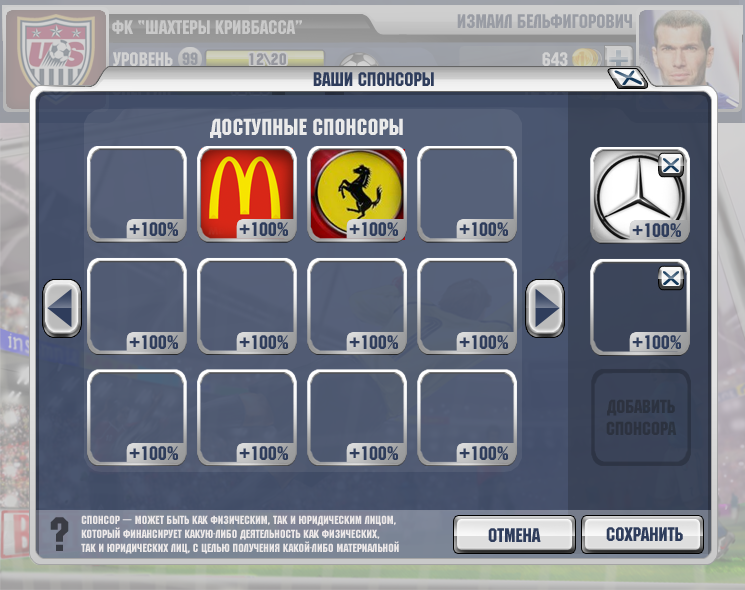 ФК "ШАХТЕРЫ КРИВБАССА"
ИЗМАИЛ БЕЛЬФИГОРОВИЧ
УРОВЕНЬ 99 12\20
643
ВАШИ СПОНСОРЫ
ДОСТУПНЫЕ СПОНСОРЫ
+100% +100% +100% +100% +100%
+100% +100% +100% +100% +100%
+100% +100% +100% +100%
ДОБАВИТЬ
СПОНСОРА
? СПОНСОР — МОЖЕТ БЫТЬ КАК ФИЗИЧЕСКИМ, ТАК И ЮРИДИЧЕСКИМ ЛИЦОМ,
КОТОРЫЙ ФИНАНСИРУЕТ КАКУЮ-ЛИБО ДЕЯТЕЛЬНОСТЬ КАК ФИЗИЧЕСКИХ,
ТАК И ЮРИДИЧЕСКИХ ЛИЦ, С ЦЕЛЬЮ ПОЛУЧЕНИЯ КАКОЙ-ЛИБО МАТЕРИАЛЬНОЙ
ОТМЕНА СОХРАНИТЬ